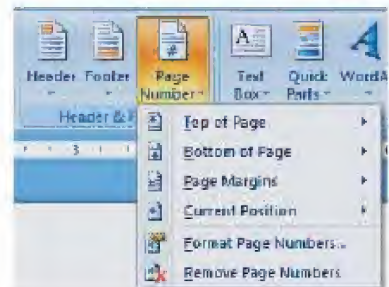 Header Footer Page Number Text Box Quick Parts WordA
Header & F
3
Top of Page
Bottom of Page
Page Margins
Current Position
Format Page Numbers...
Remove Page Numbers